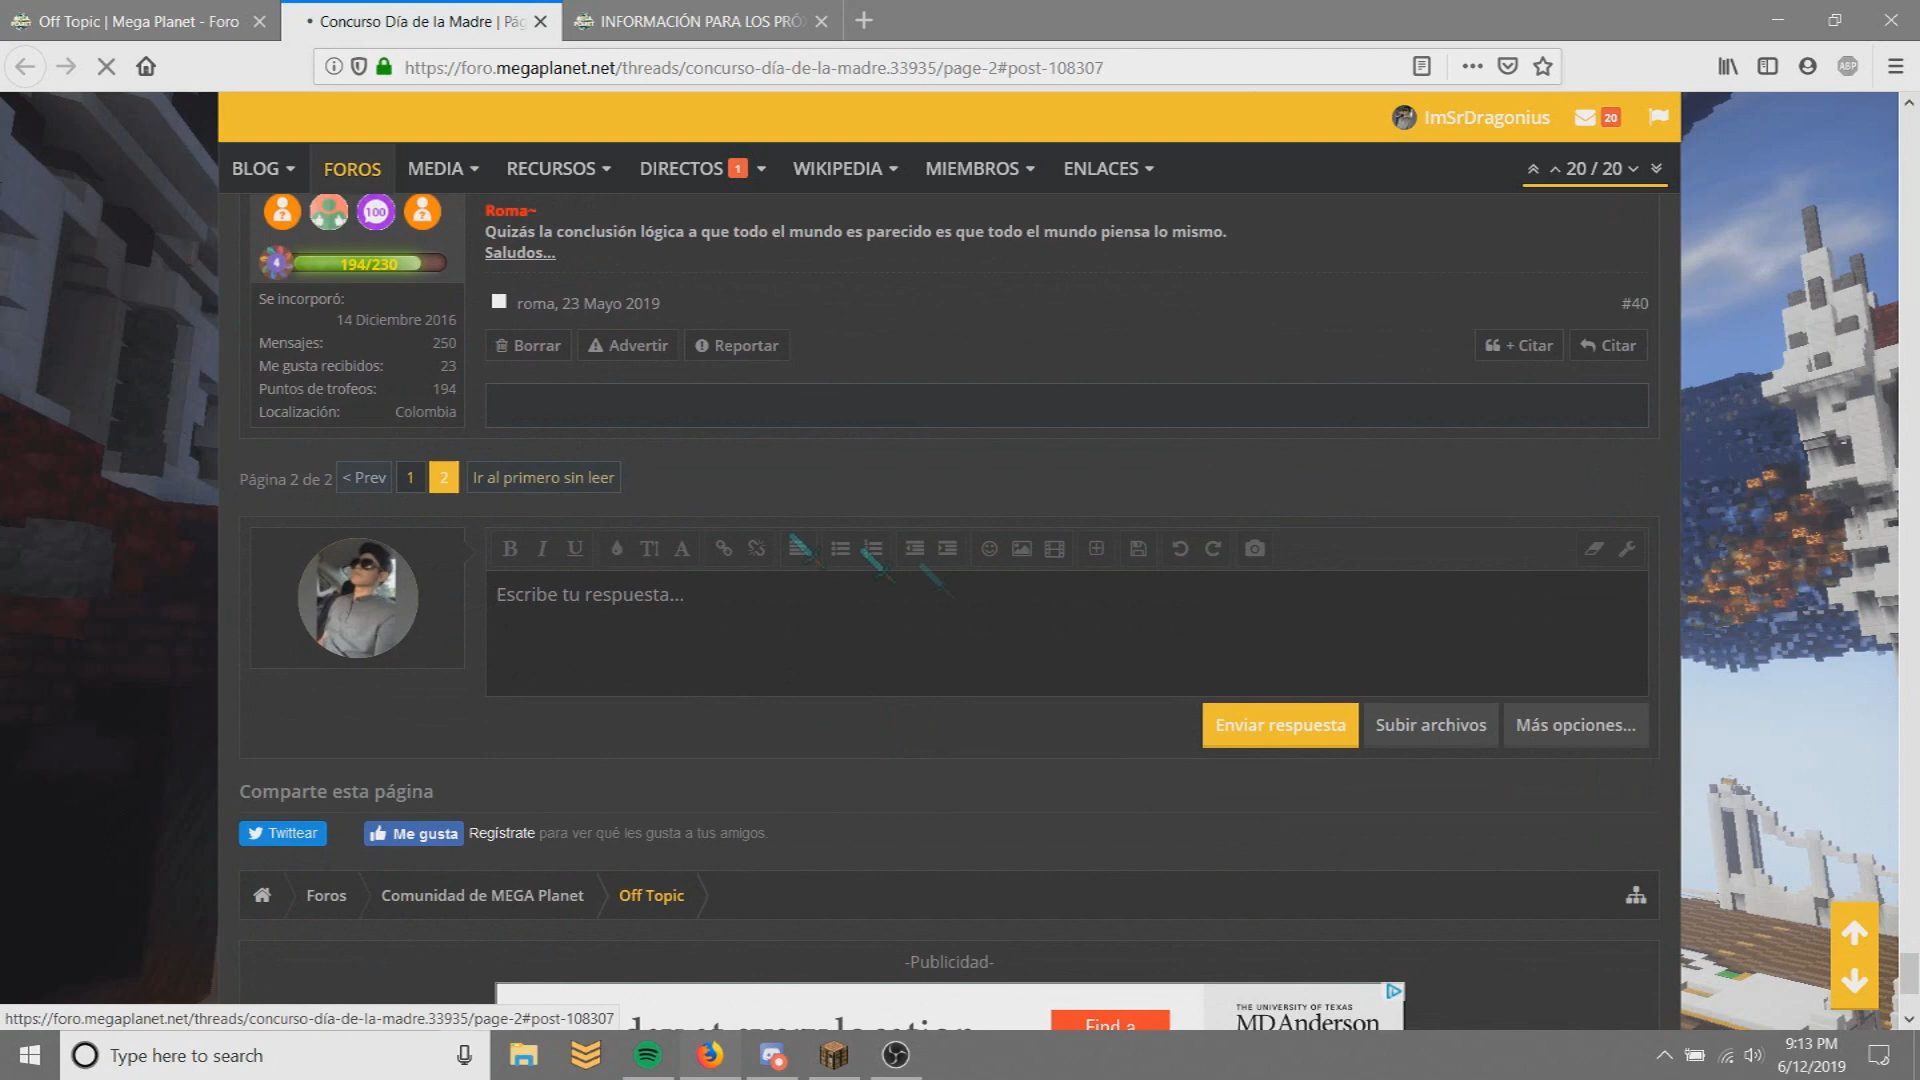 Off Topic | Mega Planet - Foro
• Concurso Día de la Madre | Pág
INFORMACIÓN PARA LOS PRÓ
https://foro.megaplanet.net/threads/concurso-día-de-la-madre.33935/page-2#post-108307
ABP
ImSrDragonius
20
BLOG
FOROS
MEDIA
RECURSOS
DIRECTOS 1
WIKIPEDIA
MIEMBROS
ENLACES
20 / 20
100
4
194/230
Se incorporó:
14 Diciembre 2016
Mensajes: 250
Me gusta recibidos: 23
Puntos de trofeos: 194
Localización: Colombia
Roma~
Quizás la conclusión lógica a que todo el mundo es parecido es que todo el mundo piensa lo mismo.
Saludos...
roma, 23 Mayo 2019
#40
Borrar
Advertir
Reportar
+ Citar
Citar
Página 2 de 2
< Prev
1
2
Ir al primero sin leer
B I U
Escribe tu respuesta...
Enviar respuesta
Subir archivos
Más opciones...
Comparte esta página
Twittear
Me gusta
Regístrate para ver qué les gusta a tus amigos.
Foros
Comunidad de MEGA Planet
Off Topic
-Publicidad-
Find a
THE UNIVERSITY OF TEXAS
MDAnderson
https://foro.megaplanet.net/threads/concurso-día-de-la-madre.33935/page-2#post-108307
Type here to search
9:13 PM
6/12/2019